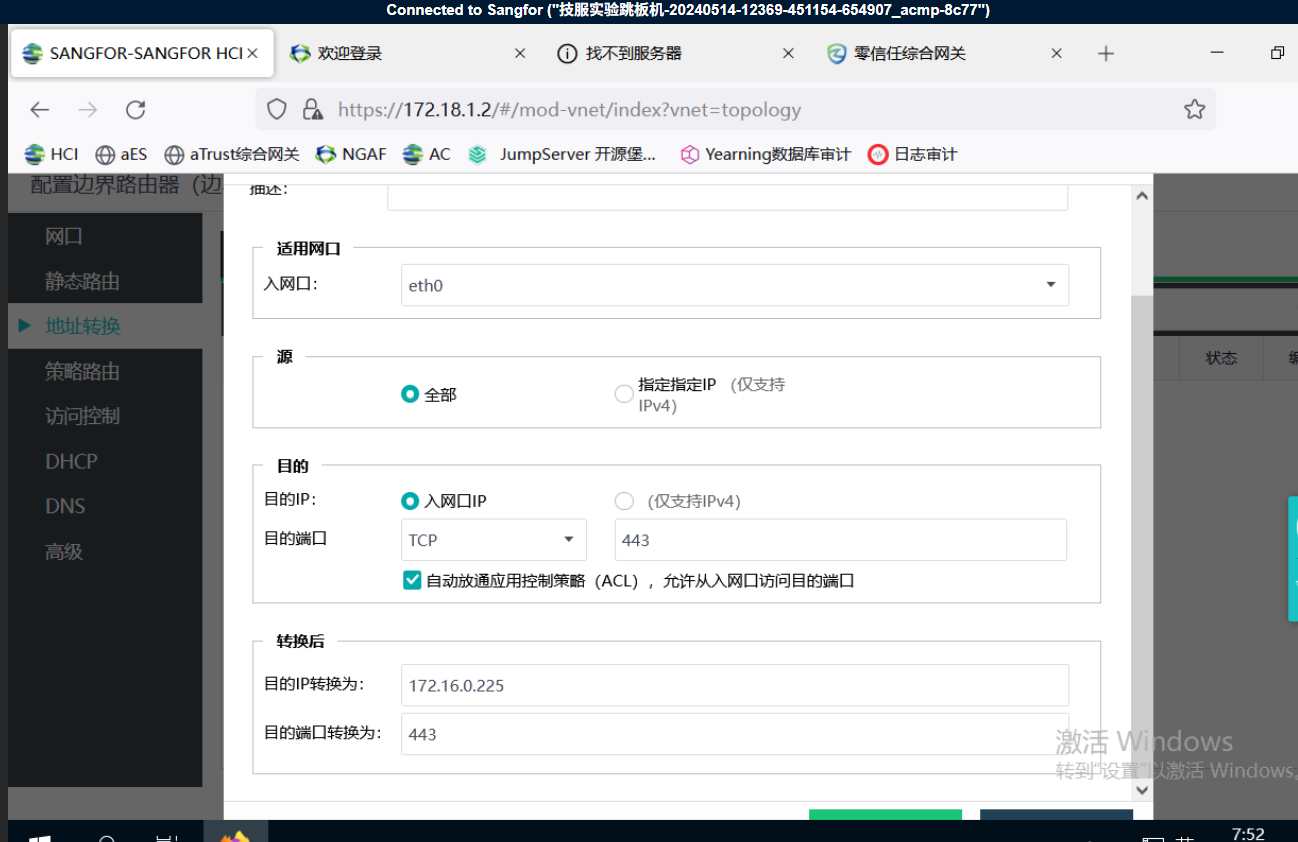 Connected to Sangfor ("技服实验跳板机-20240514-12369-451154-654907_acmp-8c77")
SANGFOR-SANGFOR HCI
欢迎登录
找不到服务器
零信任综合网关
https://172.18.1.2/#/mod-vnet/index?vnet=topology
HCI
aES
aTrust综合网关
NGAF
AC
JumpServer 开源堡...
Yearning数据库审计
日志审计
配置边界路由器（边
描述：
网口
静态路由
地址转换
策略路由
访问控制
DHCP
DNS
高级
适用网口
入网口：
eth0
源
全部
指定指定IP （仅支持
IPv4)
状态
目的
目的IP：
入网口IP
(仅支持IPv4)
目的端口
TCP
443
自动放通应用控制策略（ACL），允许从入网口访问目的端口
转换后
目的IP转换为：
172.16.0.225
目的端口转换为：
443
激活 Windows
转到"设置"以激活 Windows。
7:52